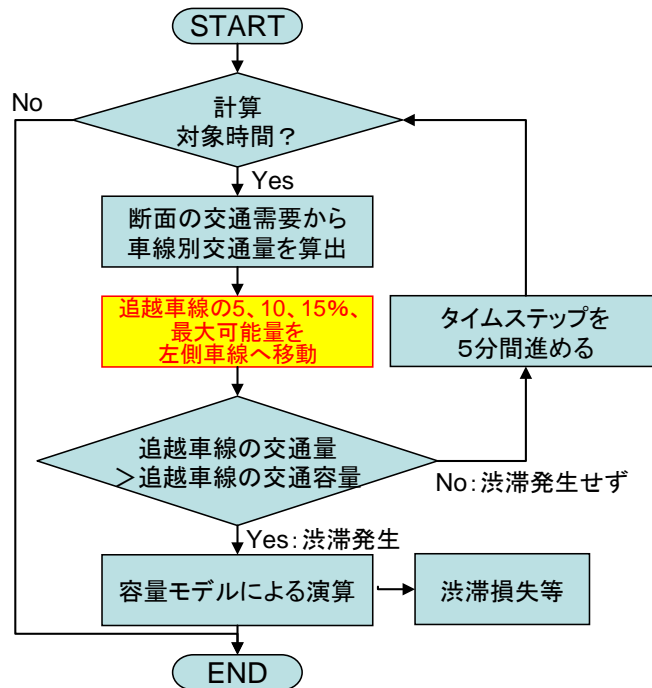 START
No
計算
対象時間？
Yes
断面の交通需要から
車線別交通量を算出
追越車線の5、10、15%、
最大可能量を
左側車線へ移動
タイムステップを
５分間進める
追越車線の交通量
＞追越車線の交通容量
No：渋滞発生せず
Yes：渋滞発生
容量モデルによる演算
渋滞損失等
END